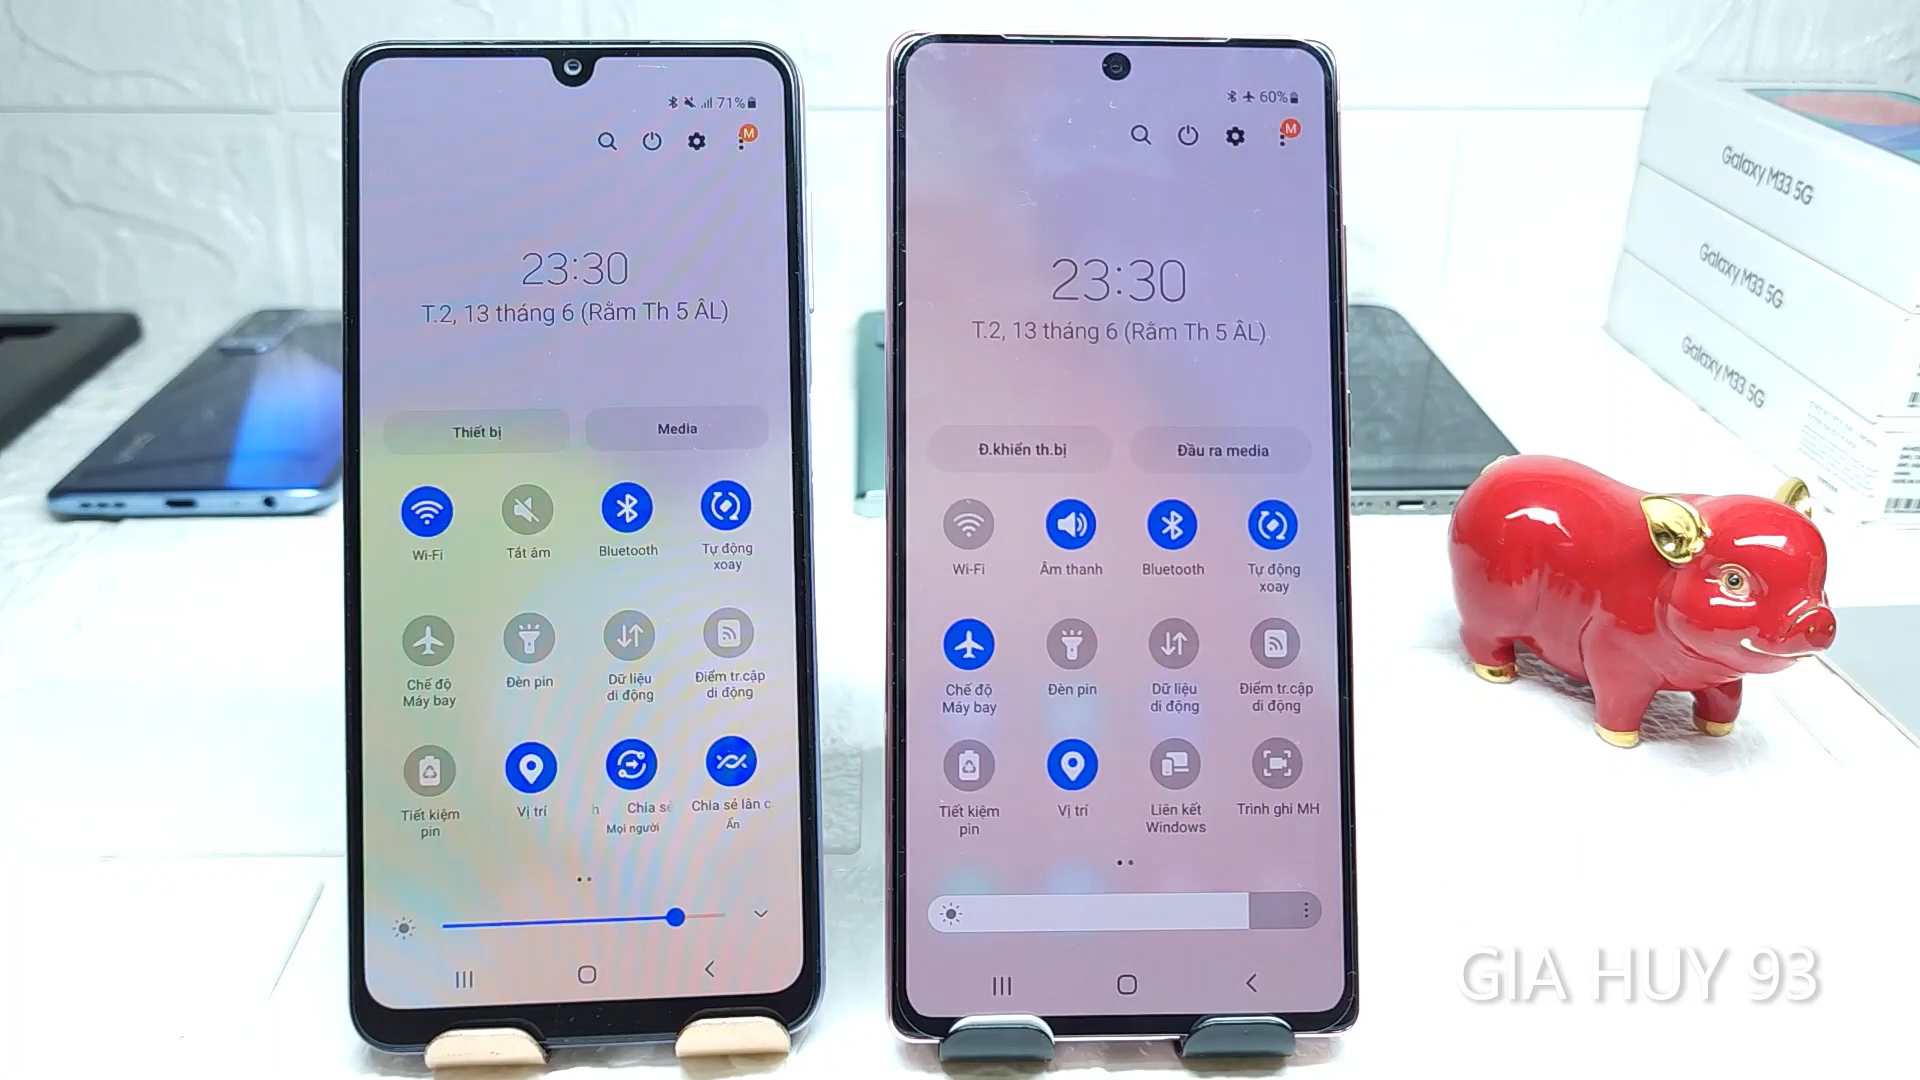 71%
M
23:30
T.2, 13 tháng 6 (Rằm Th 5 ÂL)
Thiết bị
Media
Wi-Fi
Tắt âm
Bluetooth
Tự động
xoay
Chế độ
Máy bay
Đèn pin
Dữ liệu
di động
Điểm tr.cập
di động
Tiết kiệm
pin
Vị trí
h Chia sẻ
Mọi người
Chia sẻ lân c
Ẩn
60%
M
23:30
T.2, 13 tháng 6 (Rằm Th 5 ÂL)
Đ.khiển th.bị
Đầu ra media
Wi-Fi
Âm thanh
Bluetooth
Tự động
xoay
Chế độ
Máy bay
Đèn pin
Dữ liệu
di động
Điểm tr.cập
di động
Tiết kiệm
pin
Vị trí
Liên kết
Windows
Trình ghi MH
Galaxy M33 5G
Galaxy M33 5G
Galaxy M33 5G
GIA HUY 93